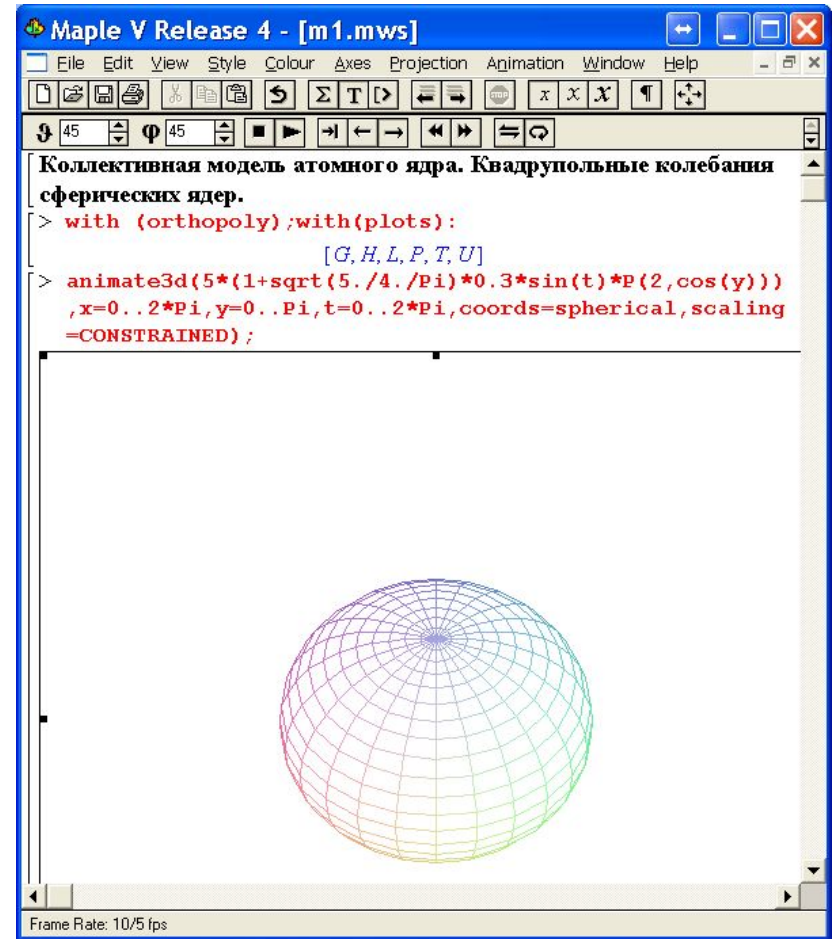 Maple V Release 4 - [m1.mws]
File Edit View Style Colour Axes Projection Animation Window Help
STOP x x x ¶
Σ T [>
ϑ 45 φ 45
Коллективная модель атомного ядра. Квадрупольные колебания
сферических ядер.
> with (orthopoly);with(plots):
[G, H, L, P, T, U]
> animate3d(5*(1+sqrt(5./4./Pi)*0.3*sin(t)*P(2,cos(y)))
,x=0..2*Pi,y=0..Pi,t=0..2*Pi,coords=spherical,scaling
=CONSTRAINED);
Frame Rate: 10/5 fps